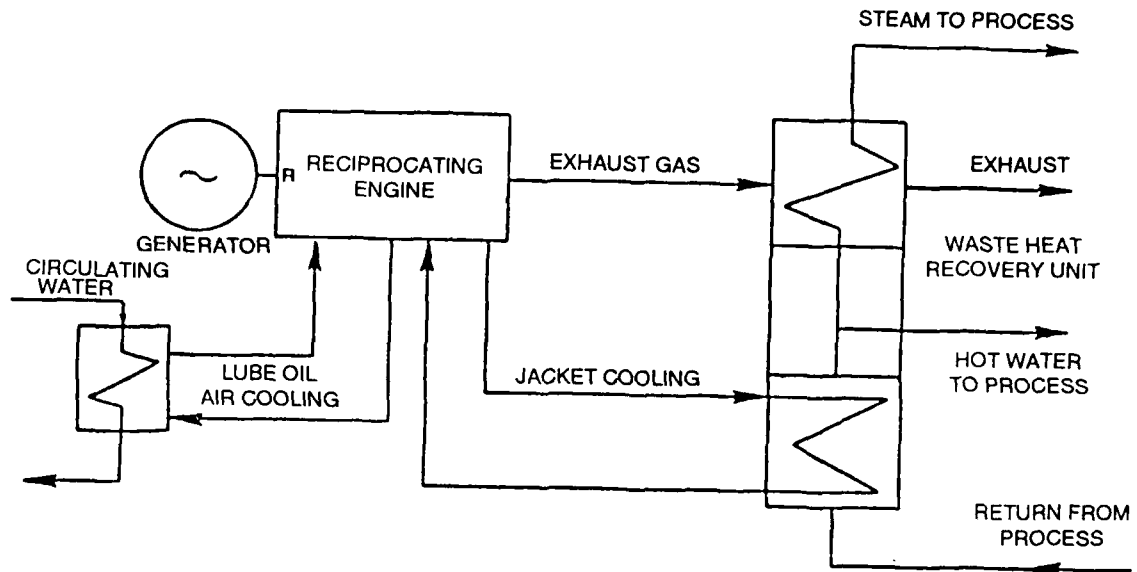 STEAM TO PROCESS
RECIPROCATING
ENGINE
EXHAUST GAS
EXHAUST
GENERATOR
WASTE HEAT
RECOVERY UNIT
CIRCULATING
WATER
LUBE OIL
AIR COOLING
JACKET COOLING
HOT WATER
TO PROCESS
RETURN FROM
PROCESS